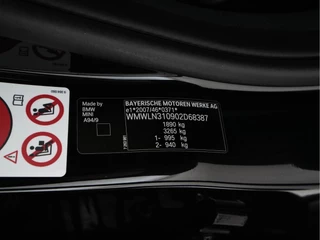 Made by
BMW
MINI
A94/9
BAYERISCHE MOTOREN WERKE AG
e1*2007/46*0371*
WMWLN310902D68387
1890 kg
3265 kg
1- 995 kg
2- 940 kg